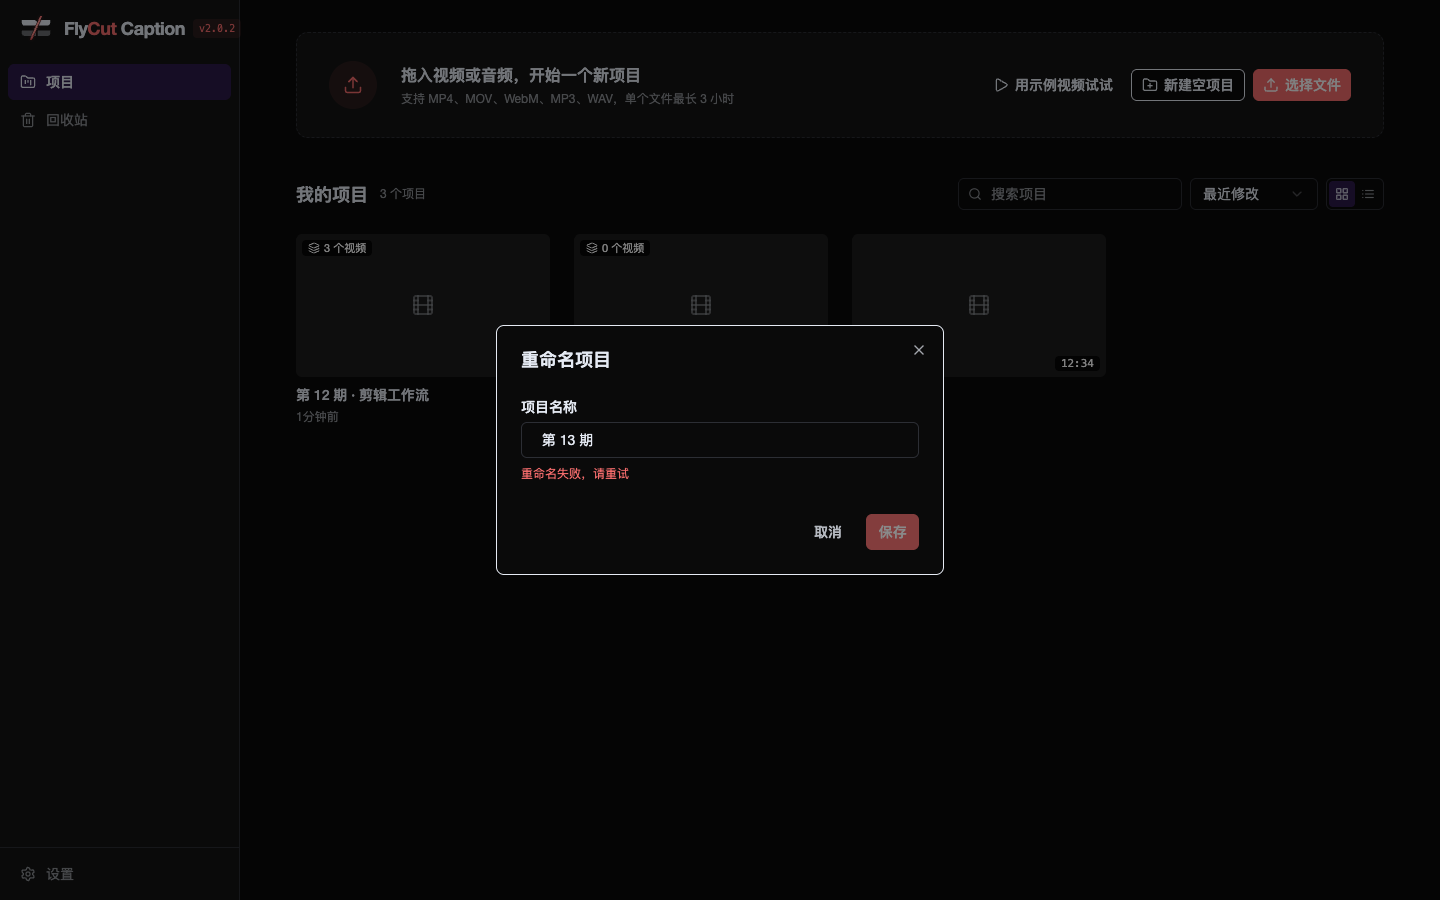 FlyCut Caption v2.0.2
项目
回收站
拖入视频或音频，开始一个新项目
支持 MP4、MOV、WebM、MP3、WAV，单个文件最长 3 小时
用示例视频试试
新建空项目
选择文件
我的项目 3 个项目
搜索项目
最近修改
3 个视频
0 个视频
12:34
第 12 期 · 剪辑工作流
1分钟前
重命名项目
项目名称
第 13 期
重命名失败，请重试
取消
保存
设置